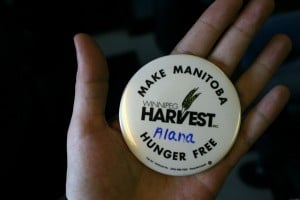 MAKE MANITOBA
WINNIPEG
HARVEST INC.
Alana
HUNGER FREE